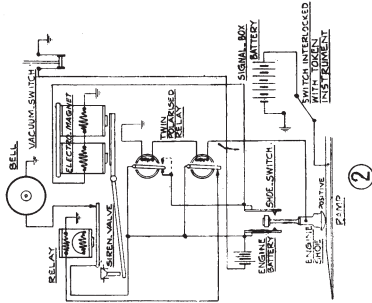 BELL
VACUUM-SWITCH
ELECTRO-MAGNET
RELAY
SIREN VALVE
TWIN
POLARISED
RELAY
SIGNAL-BOX
BATTERY
SWITCH INTERLOCKED
WITH TOKEN
INSTRUMENT
SHOE SWITCH
ENGINE
BATTERY
ENGINE
SHOE
POSITIVE
RAMP
(2)